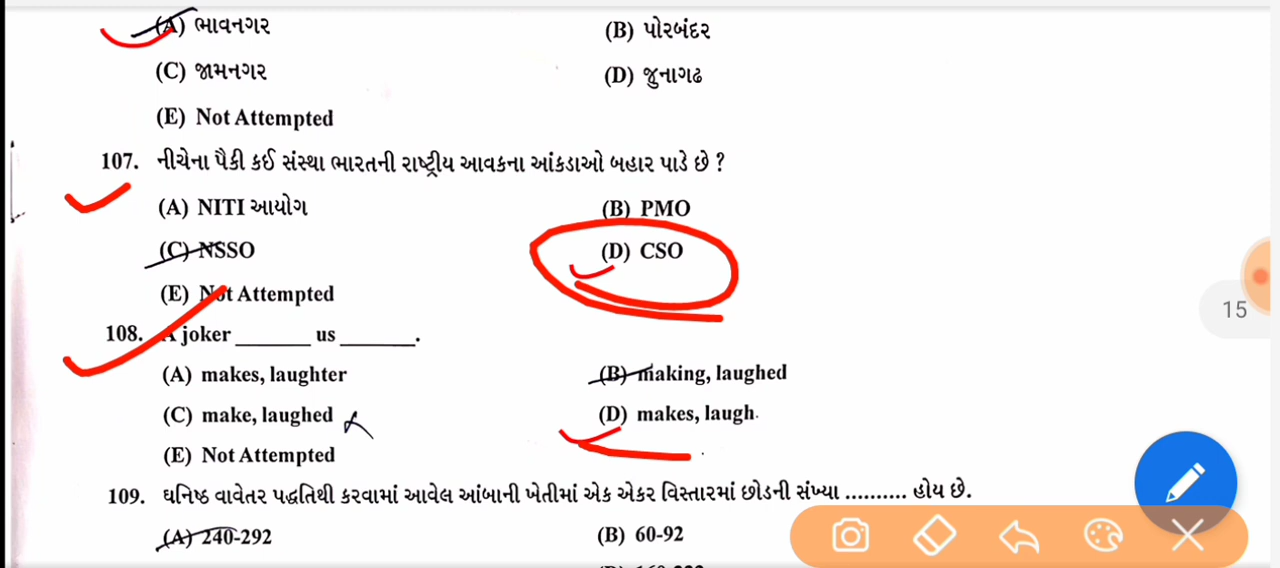 (A) ભાવનગર (B) પોરબંદર
(C) જામનગર (D) જુનાગઢ
(E) Not Attempted
107. નીચેના પૈકી કઈ સંસ્થા ભારતની રાષ્ટ્રીય આવકના આંકડાઓ બહાર પાડે છે ?
(A) NITI આયોગ (B) PMO
(C) NSSO (D) CSO
(E) Not Attempted
108. A joker ______ us ______.
(A) makes, laughter (B) making, laughed
(C) make, laughed (D) makes, laugh.
(E) Not Attempted
109. ઘનિષ્ઠ વાવેતર પદ્ધતિથી કરવામાં આવેલ આંબાની ખેતીમાં એક એકર વિસ્તારમાં છોડની સંખ્યા .......... હોય છે.
(A) 240-292 (B) 60-92
15